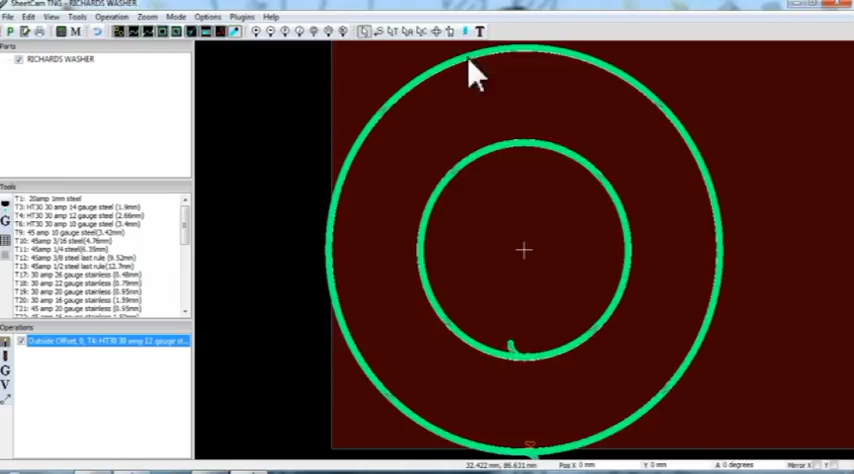 SheetCam TNG - RICHARDS WASHER
File Edit View Tools Operation Zoom Mode Options Plugins Help
P M T
Parts
RICHARDS WASHER
Tools
T1: 20amp 1mm steel
T3: HT30 30 amp 14 gauge steel (1.9mm)
T4: HT30 30 amp 12 gauge steel (2.66mm)
T6: HT30 30 amp 10 gauge steel (3.4mm)
T9: 45 amp 10 gauge steel(3.42mm)
T10: 45amp 3/16 steel(4.76mm)
T11: 45amp 1/4 steel(6.35mm)
T12: 45amp 3/8 steel last rule (9.52mm)
T13: 45amp 1/2 steel last rule(12.7mm)
T17: 30 amp 26 gauge stainless (0.48mm)
T18: 30 amp 22 gauge stainless (0.79mm)
T19: 30 amp 20 gauge stainless (0.95mm)
T20: 30 amp 16 gauge stainless (1.59mm)
T21: 45 amp 20 gauge stainless (0.95mm)
G
Operations
Outside Offset, 0, T4: HT30 30 amp 12 gauge st...
G
V
32.422 mm, 86.631 mm Pos X 0 mm Y 0 mm A 0 degrees Mirror X Y